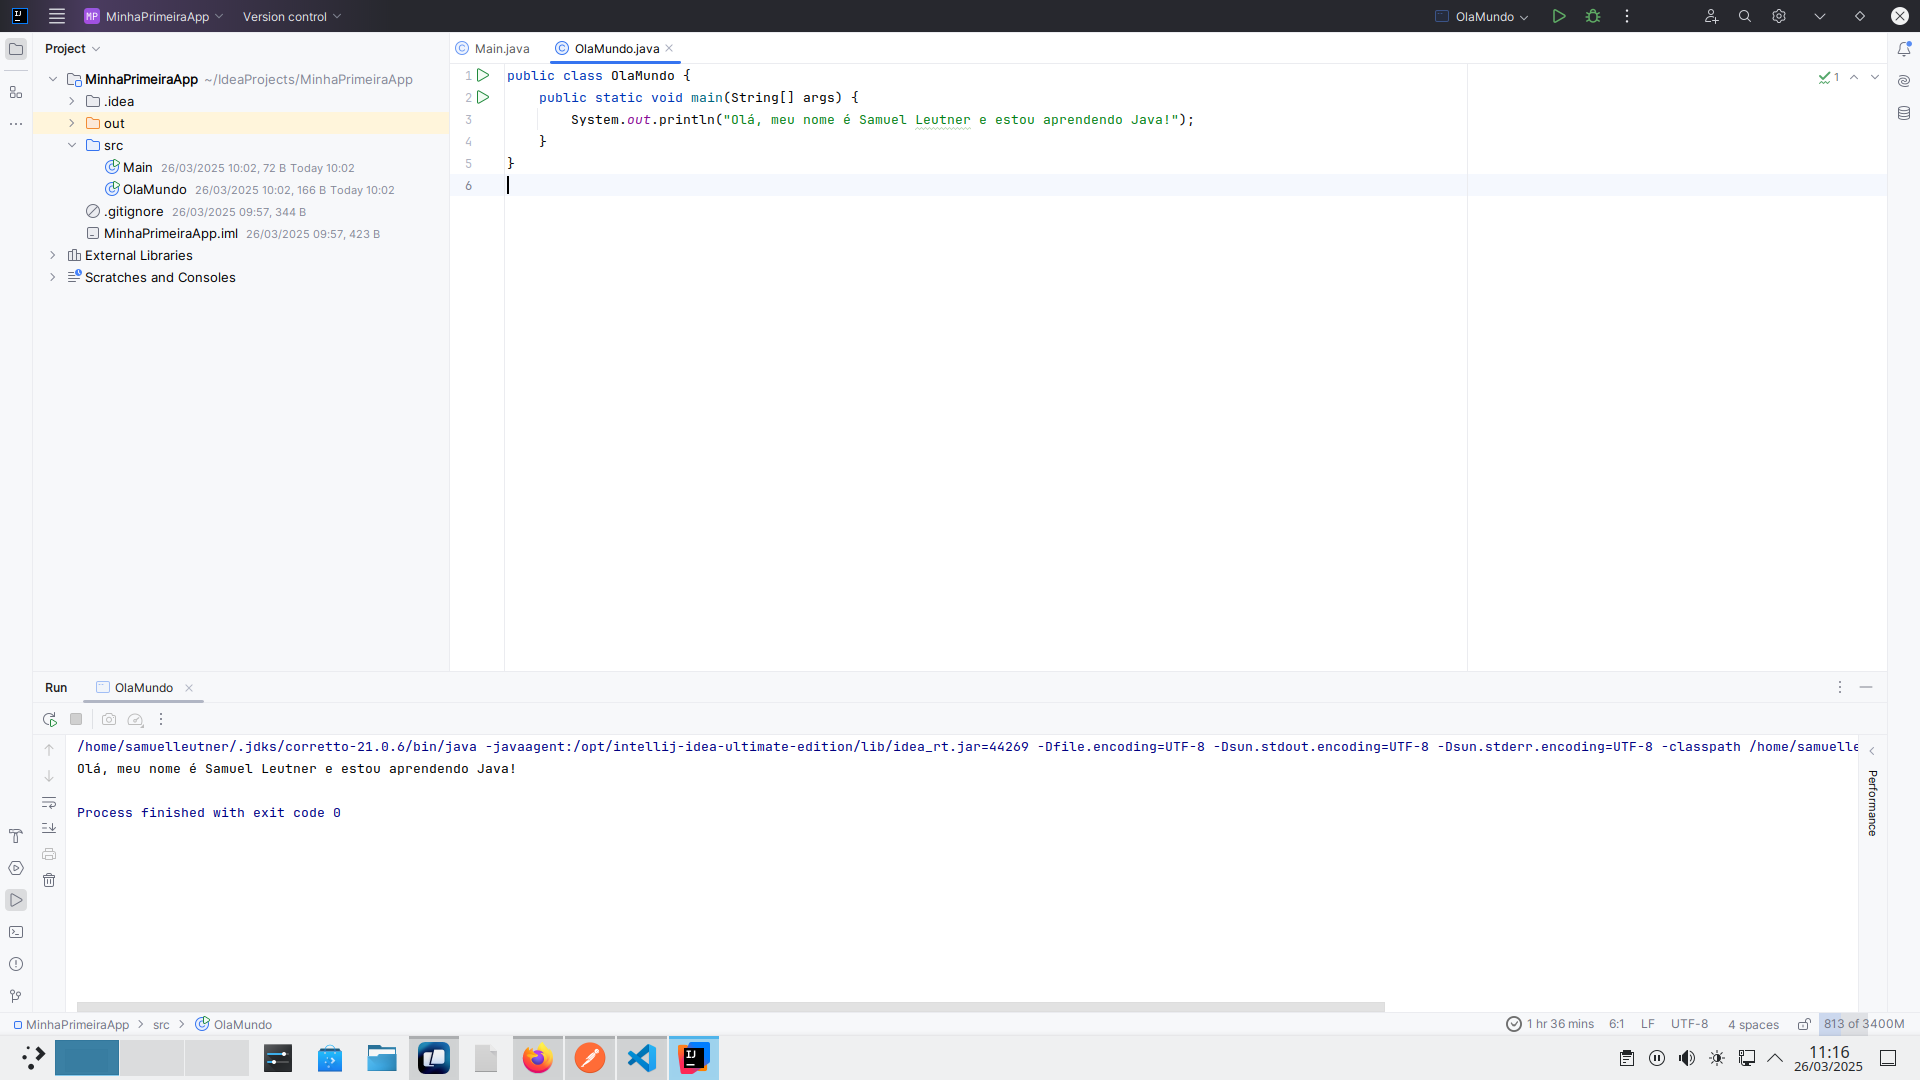 MP MinhaPrimeiraApp Version control OlaMundo
Project
Main.java OlaMundo.java
MinhaPrimeiraApp ~/IdeaProjects/MinhaPrimeiraApp
.idea
out
src
Main 26/03/2025 10:02, 72 B Today 10:02
OlaMundo 26/03/2025 10:02, 166 B Today 10:02
.gitignore 26/03/2025 09:57, 344 B
MinhaPrimeiraApp.iml 26/03/2025 09:57, 423 B
External Libraries
Scratches and Consoles
1 public class OlaMundo {
2 public static void main(String[] args) {
3 System.out.println("Olá, meu nome é Samuel Leutner e estou aprendendo Java!");
4 }
5 }
6
1
Run OlaMundo
/home/samuelleutner/.jdks/corretto-21.0.6/bin/java -javaagent:/opt/intellij-idea-ultimate-edition/lib/idea_rt.jar=44269 -Dfile.encoding=UTF-8 -Dsun.stdout.encoding=UTF-8 -Dsun.stderr.encoding=UTF-8 -classpath /home/samuelle
Olá, meu nome é Samuel Leutner e estou aprendendo Java!
Process finished with exit code 0
Performance
MinhaPrimeiraApp src OlaMundo
1 hr 36 mins 6:1 LF UTF-8 4 spaces 813 of 3400M
IJ
11:16
26/03/2025